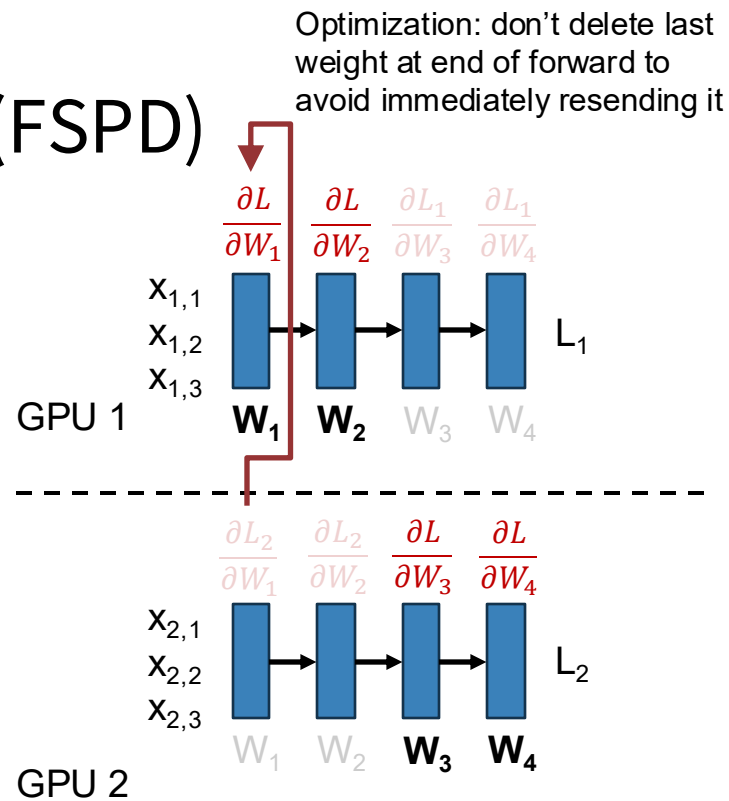 Optimization: don't delete last
weight at end of forward to
avoid immediately resending it
(FSPD)
∂L/∂W₁ ∂L/∂W₂ ∂L₁/∂W₃ ∂L₁/∂W₄
x₁,₁
x₁,₂
x₁,₃
L₁
GPU 1
W₁ W₂ W₃ W₄
∂L₂/∂W₁ ∂L₂/∂W₂ ∂L/∂W₃ ∂L/∂W₄
x₂,₁
x₂,₂
x₂,₃
L₂
W₁ W₂ W₃ W₄
GPU 2